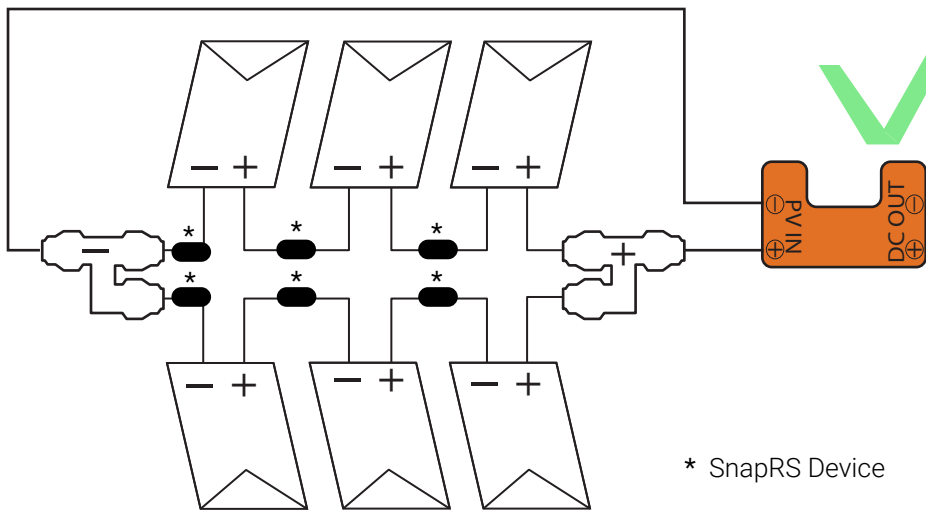 *
*
*
*
*
*
− + − + − +
−
+
− + − + − +
⊖ PV IN ⊕
DC OUT ⊖ ⊕
* SnapRS Device